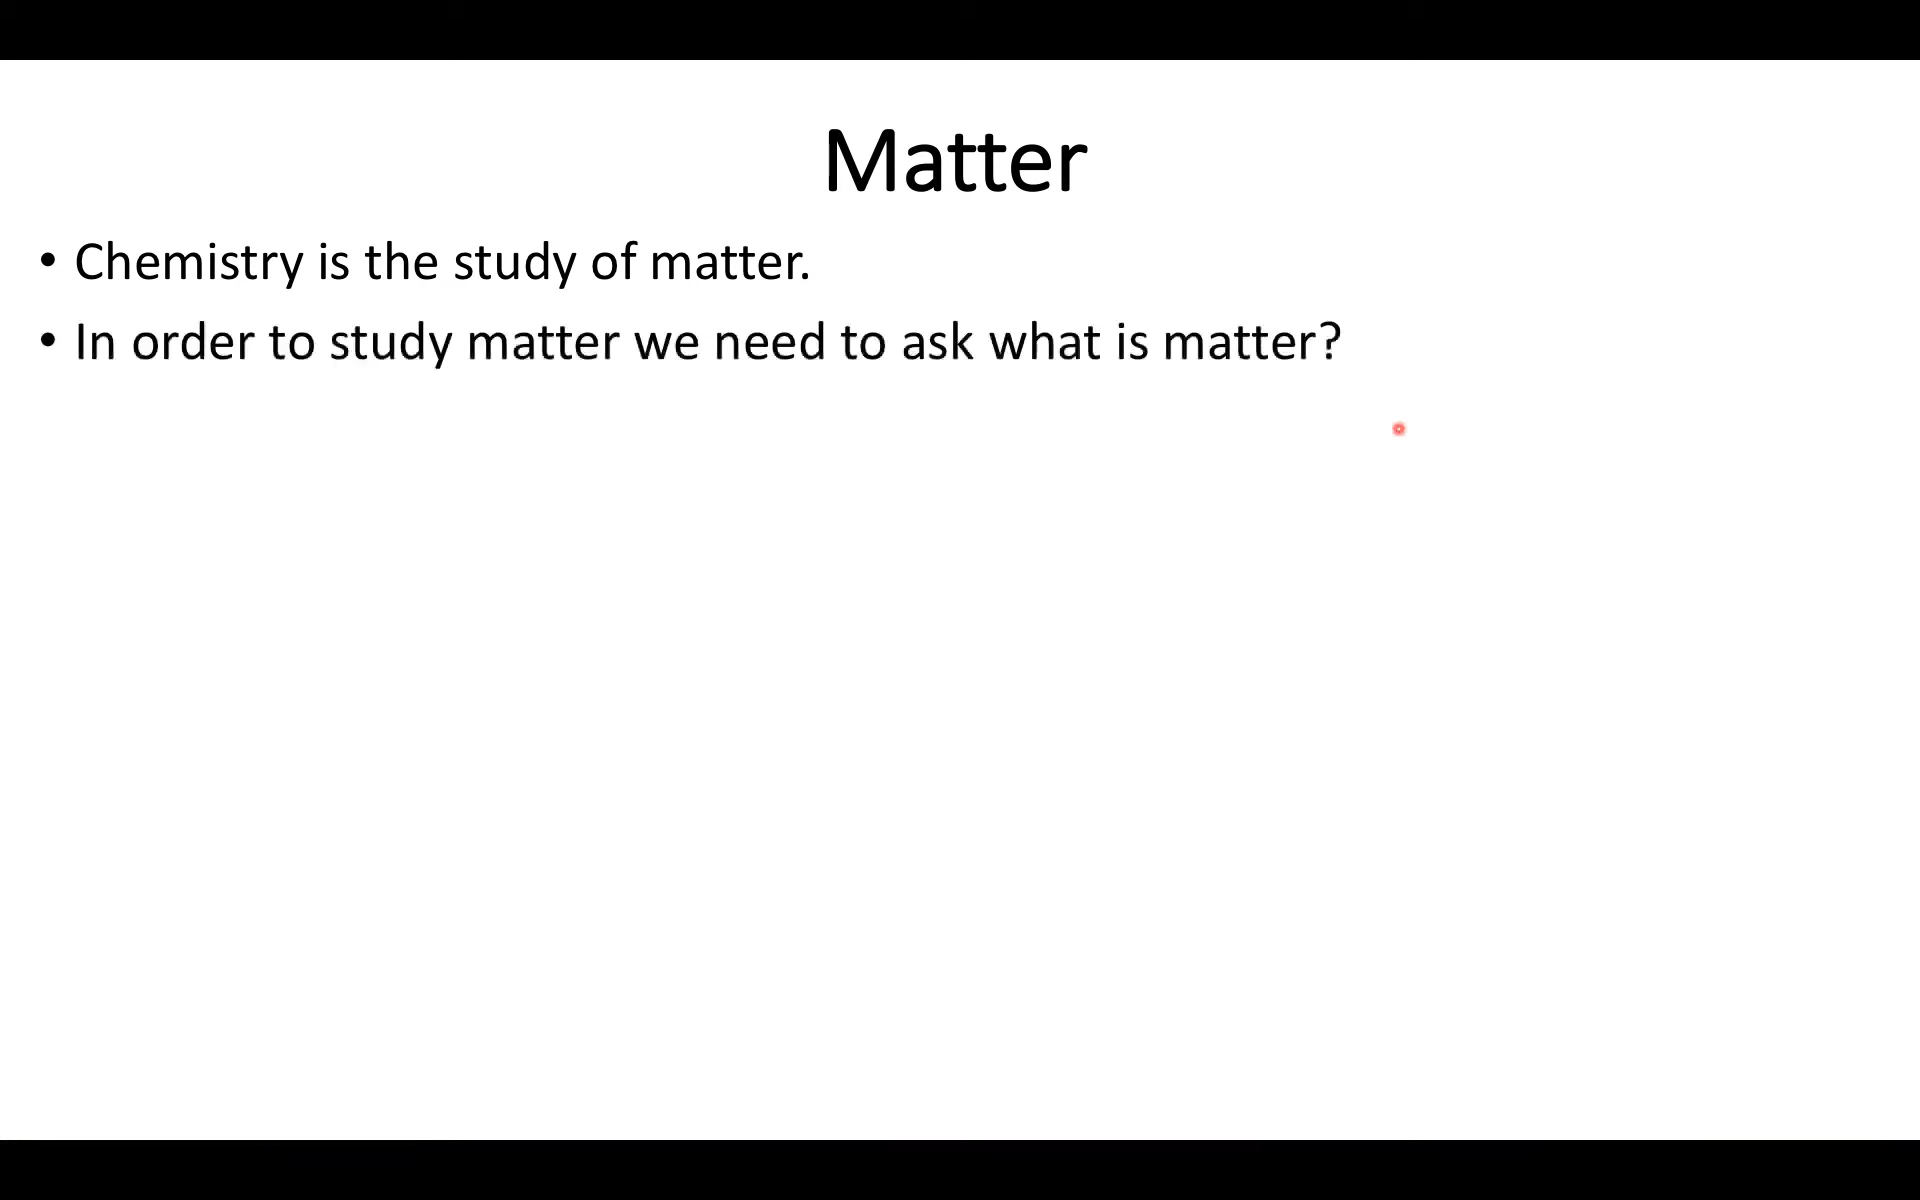 Matter
• Chemistry is the study of matter.
• In order to study matter we need to ask what is matter?